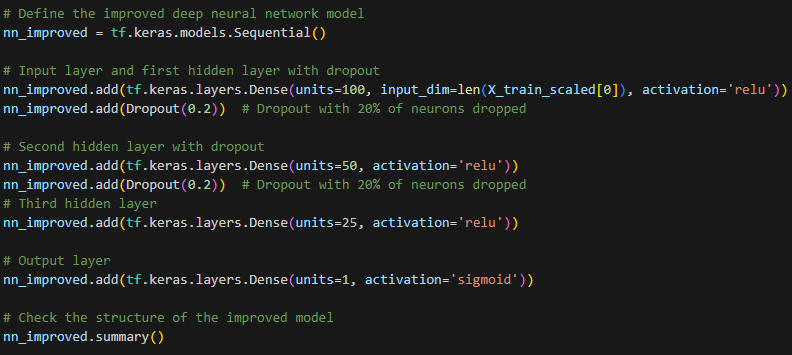 # Define the improved deep neural network model
nn_improved = tf.keras.models.Sequential()
# Input layer and first hidden layer with dropout
nn_improved.add(tf.keras.layers.Dense(units=100, input_dim=len(X_train_scaled[0]), activation='relu'))
nn_improved.add(Dropout(0.2))  # Dropout with 20% of neurons dropped
# Second hidden layer with dropout
nn_improved.add(tf.keras.layers.Dense(units=50, activation='relu'))
nn_improved.add(Dropout(0.2))  # Dropout with 20% of neurons dropped
# Third hidden layer
nn_improved.add(tf.keras.layers.Dense(units=25, activation='relu'))
# Output layer
nn_improved.add(tf.keras.layers.Dense(units=1, activation='sigmoid'))
# Check the structure of the improved model
nn_improved.summary()